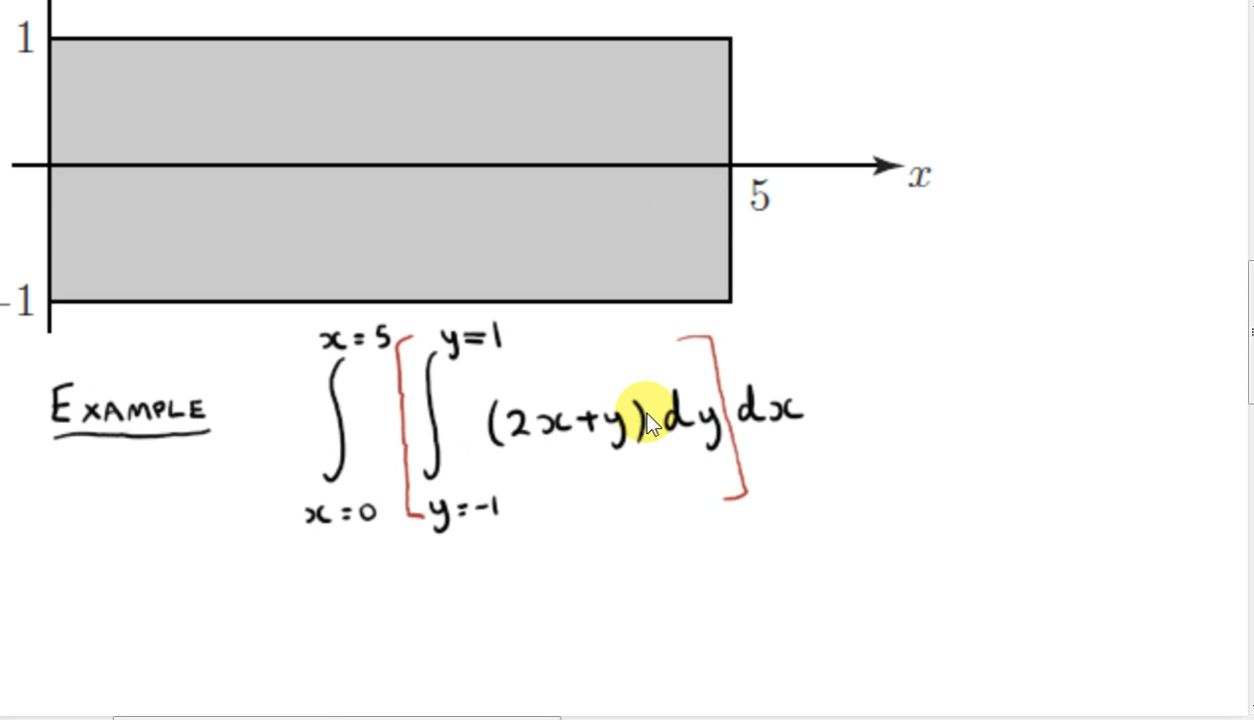 1
x
5
-1
x=5 y=1
EXAMPLE ∫ [ ∫ (2x+y) dy ] dx
x=0 y=-1